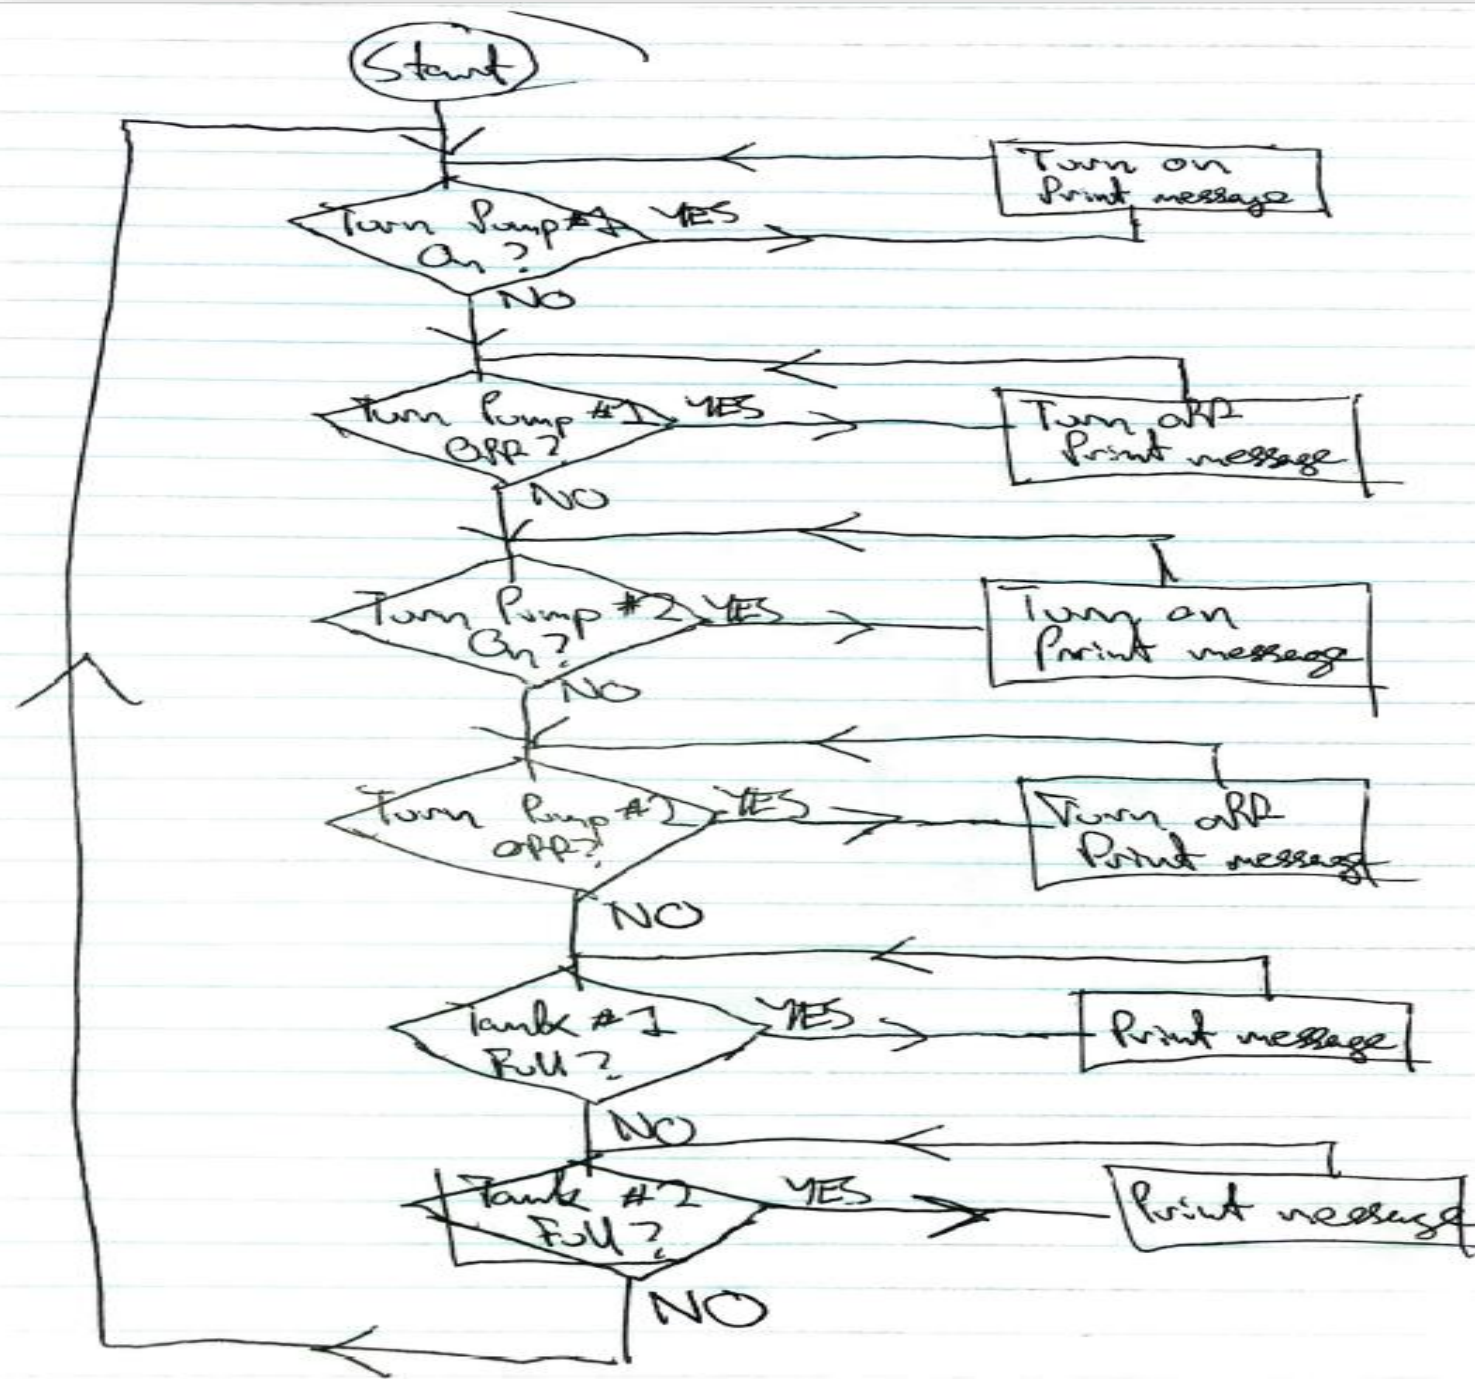 Start
Turn on
Print message
Turn Pump #1
On?
YES
NO
Turn Pump #1
OFF?
YES
Turn off
Print message
NO
Turn Pump #2
On?
YES
Turn on
Print message
NO
Turn Pump #2
OFF?
YES
Turn off
Print message
NO
Tank #1
Full?
YES
Print message
NO
Tank #2
Full?
YES
Print message
NO